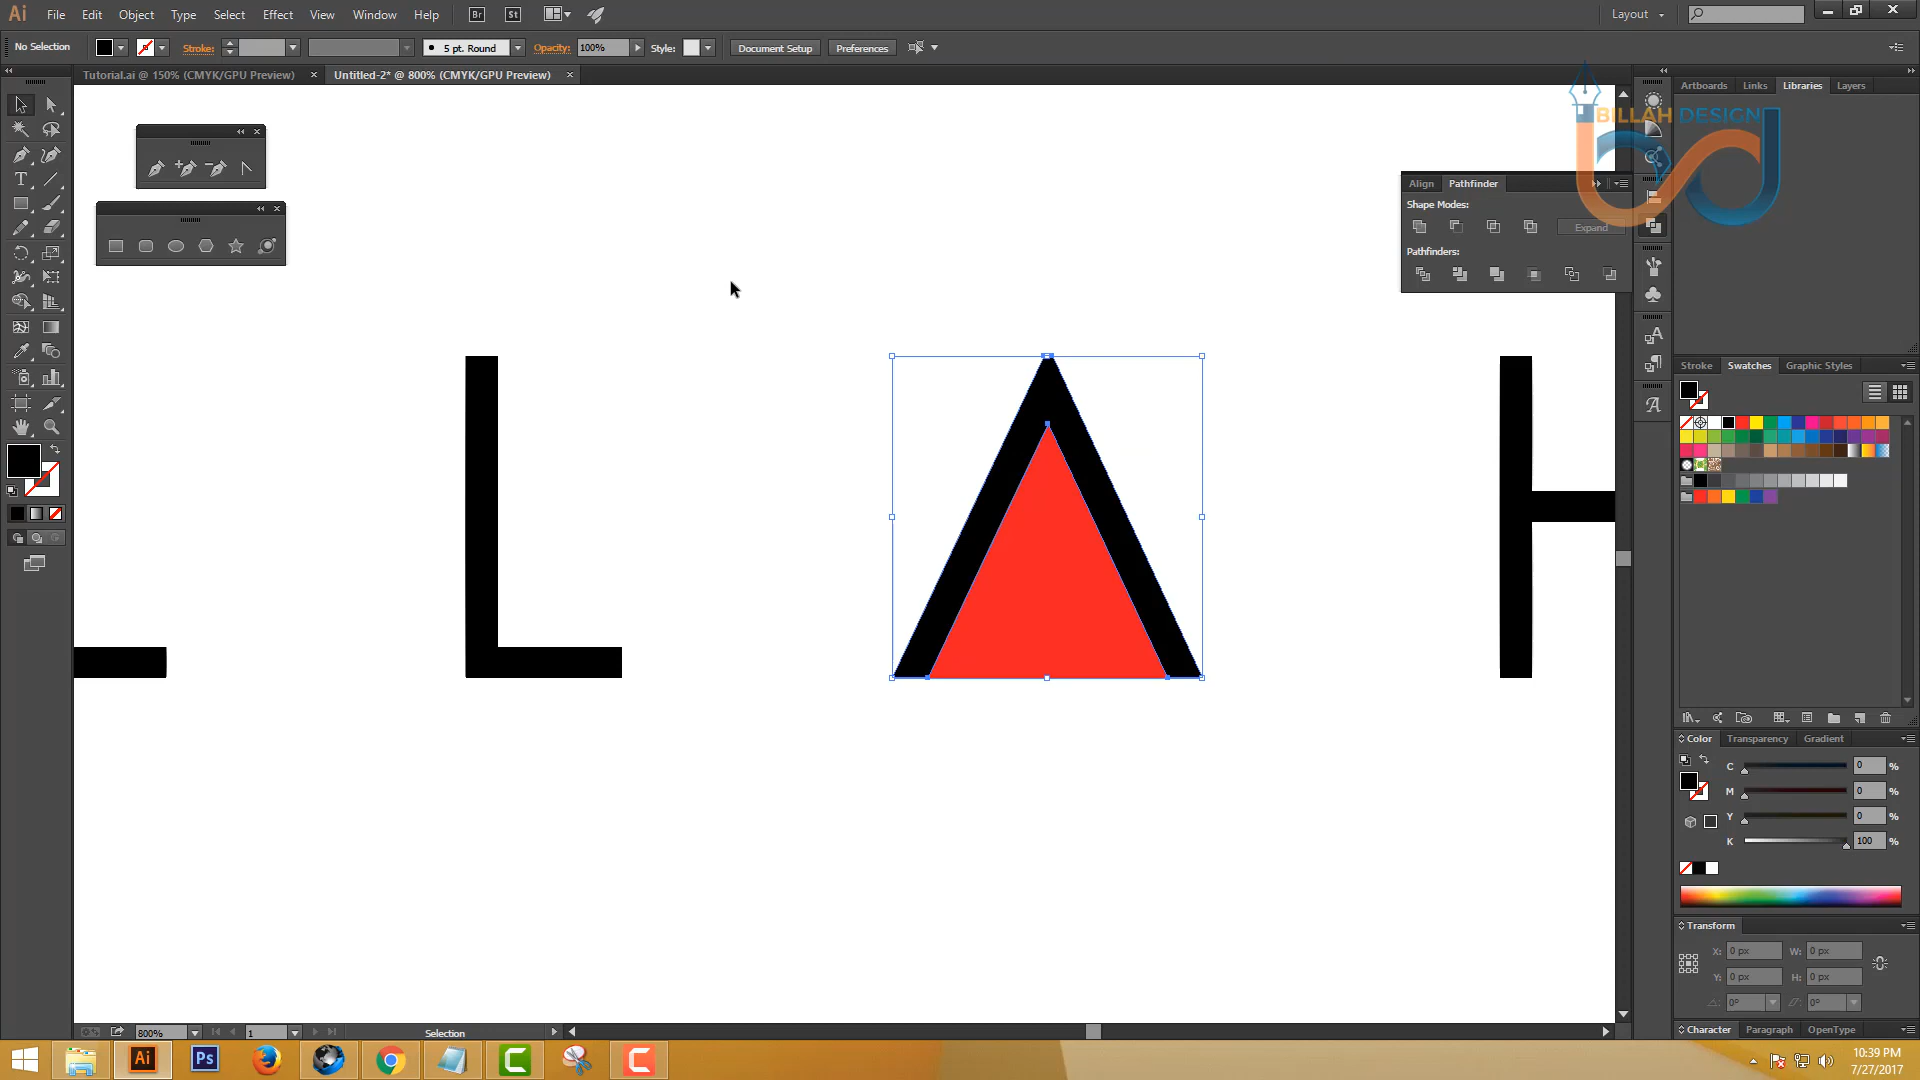 Ai File Edit Object Type Select Effect View Window Help Br St Layout
No Selection Stroke: 5 pt. Round Opacity: 100% Style: Document Setup Preferences
Tutorial.ai @ 150% (CMYK/GPU Preview) × Untitled-2* @ 800% (CMYK/GPU Preview) ×
Artboards Links Libraries Layers
BILLAH DESIGN
Align Pathfinder
Shape Modes:
Expand
Pathfinders:
L A H
Stroke Swatches Graphic Styles
Color Transparency Gradient
C 0 %
M 0 %
Y 0 %
K 100 %
Transform
X: 0 px W: 0 px
Y: 0 px H: 0 px
0° 0°
Character Paragraph OpenType
800% 1 Selection
Ai Ps
10:39 PM
7/27/2017